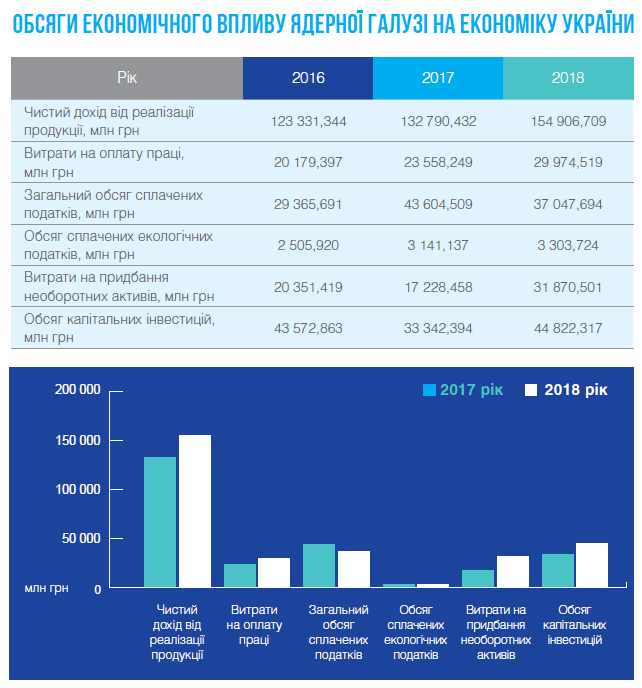 ОБСЯГИ ЕКОНОМІЧНОГО ВПЛИВУ ЯДЕРНОЇ ГАЛУЗІ НА ЕКОНОМІКУ УКРАЇНИ
Рік 2016 2017 2018
Чистий дохід від реалізації
продукції, млн грн 123 331,344 132 790,432 154 906,709
Витрати на оплату праці,
млн грн 20 179,397 23 558,249 29 974,519
Загальний обсяг сплачених
податків, млн грн 29 365,691 43 604,509 37 047,694
Обсяг сплачених екологічних
податків, млн грн 2 505,920 3 141,137 3 303,724
Витрати на придбання
необоротних активів, млн грн 20 351,419 17 228,458 31 870,501
Обсяг капітальних інвестицій,
млн грн 43 572,863 33 342,394 44 822,317
2017 рік 2018 рік
200 000
150 000
100 000
50 000
млн грн 0
Чистий
дохід від
реалізації
продукції
Витрати
на оплату
праці
Загальний
обсяг
сплачених
податків
Обсяг
сплачених
екологічних
податків
Витрати на
придбання
необоротних
активів
Обсяг
капітальних
інвестицій